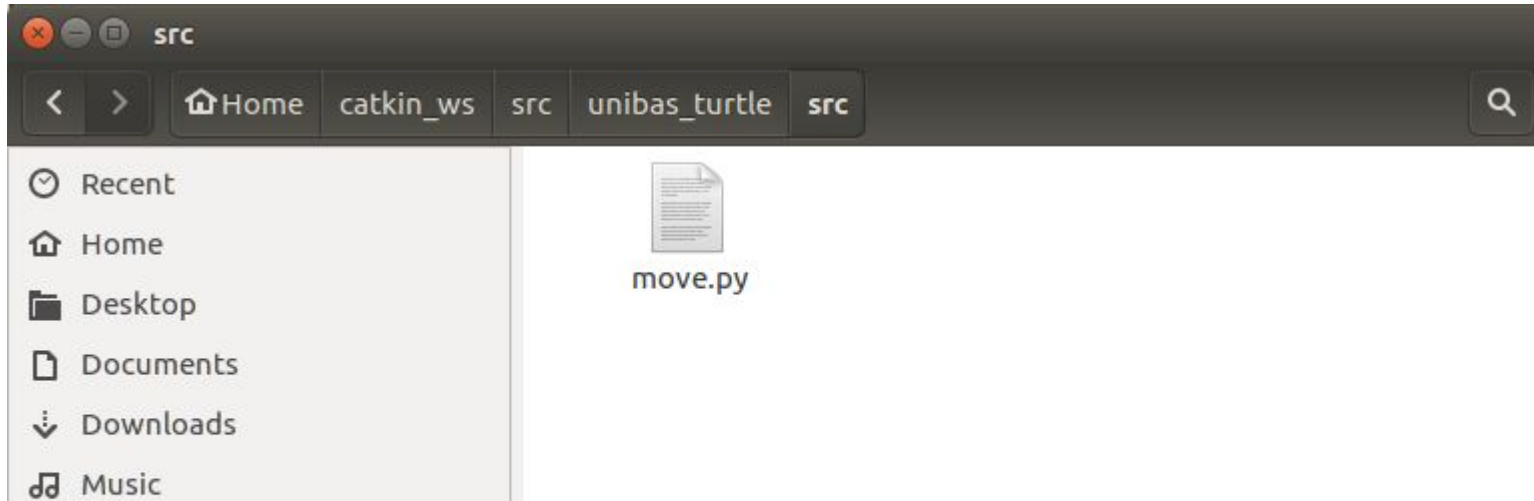 src
Home catkin_ws src unibas_turtle src
Recent
Home
Desktop
Documents
Downloads
Music
move.py